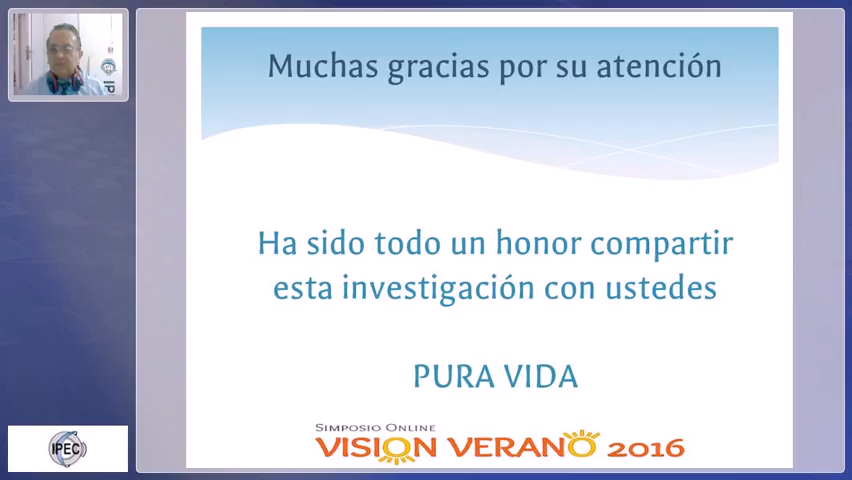 Muchas gracias por su atención
Ha sido todo un honor compartir
esta investigación con ustedes
PURA VIDA
SIMPOSIO ONLINE
VISION VERANO 2016
IPEC